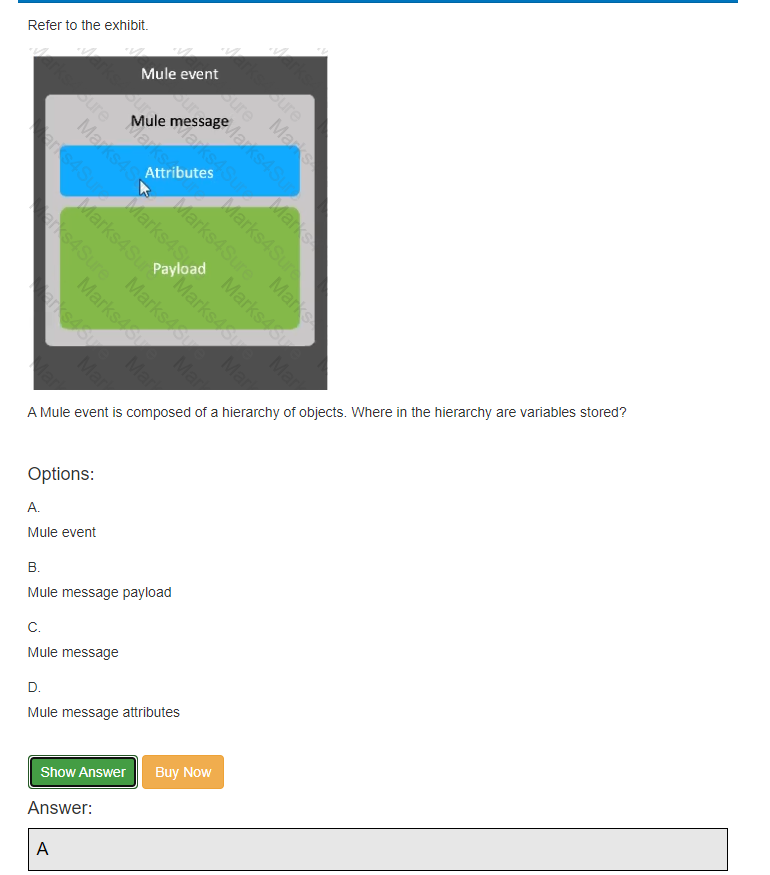 Refer to the exhibit.
Mule event
Mule message
Attributes
Payload
A Mule event is composed of a hierarchy of objects. Where in the hierarchy are variables stored?
Options:
A.
Mule event
B.
Mule message payload
C.
Mule message
D.
Mule message attributes
Show Answer Buy Now
Answer:
A